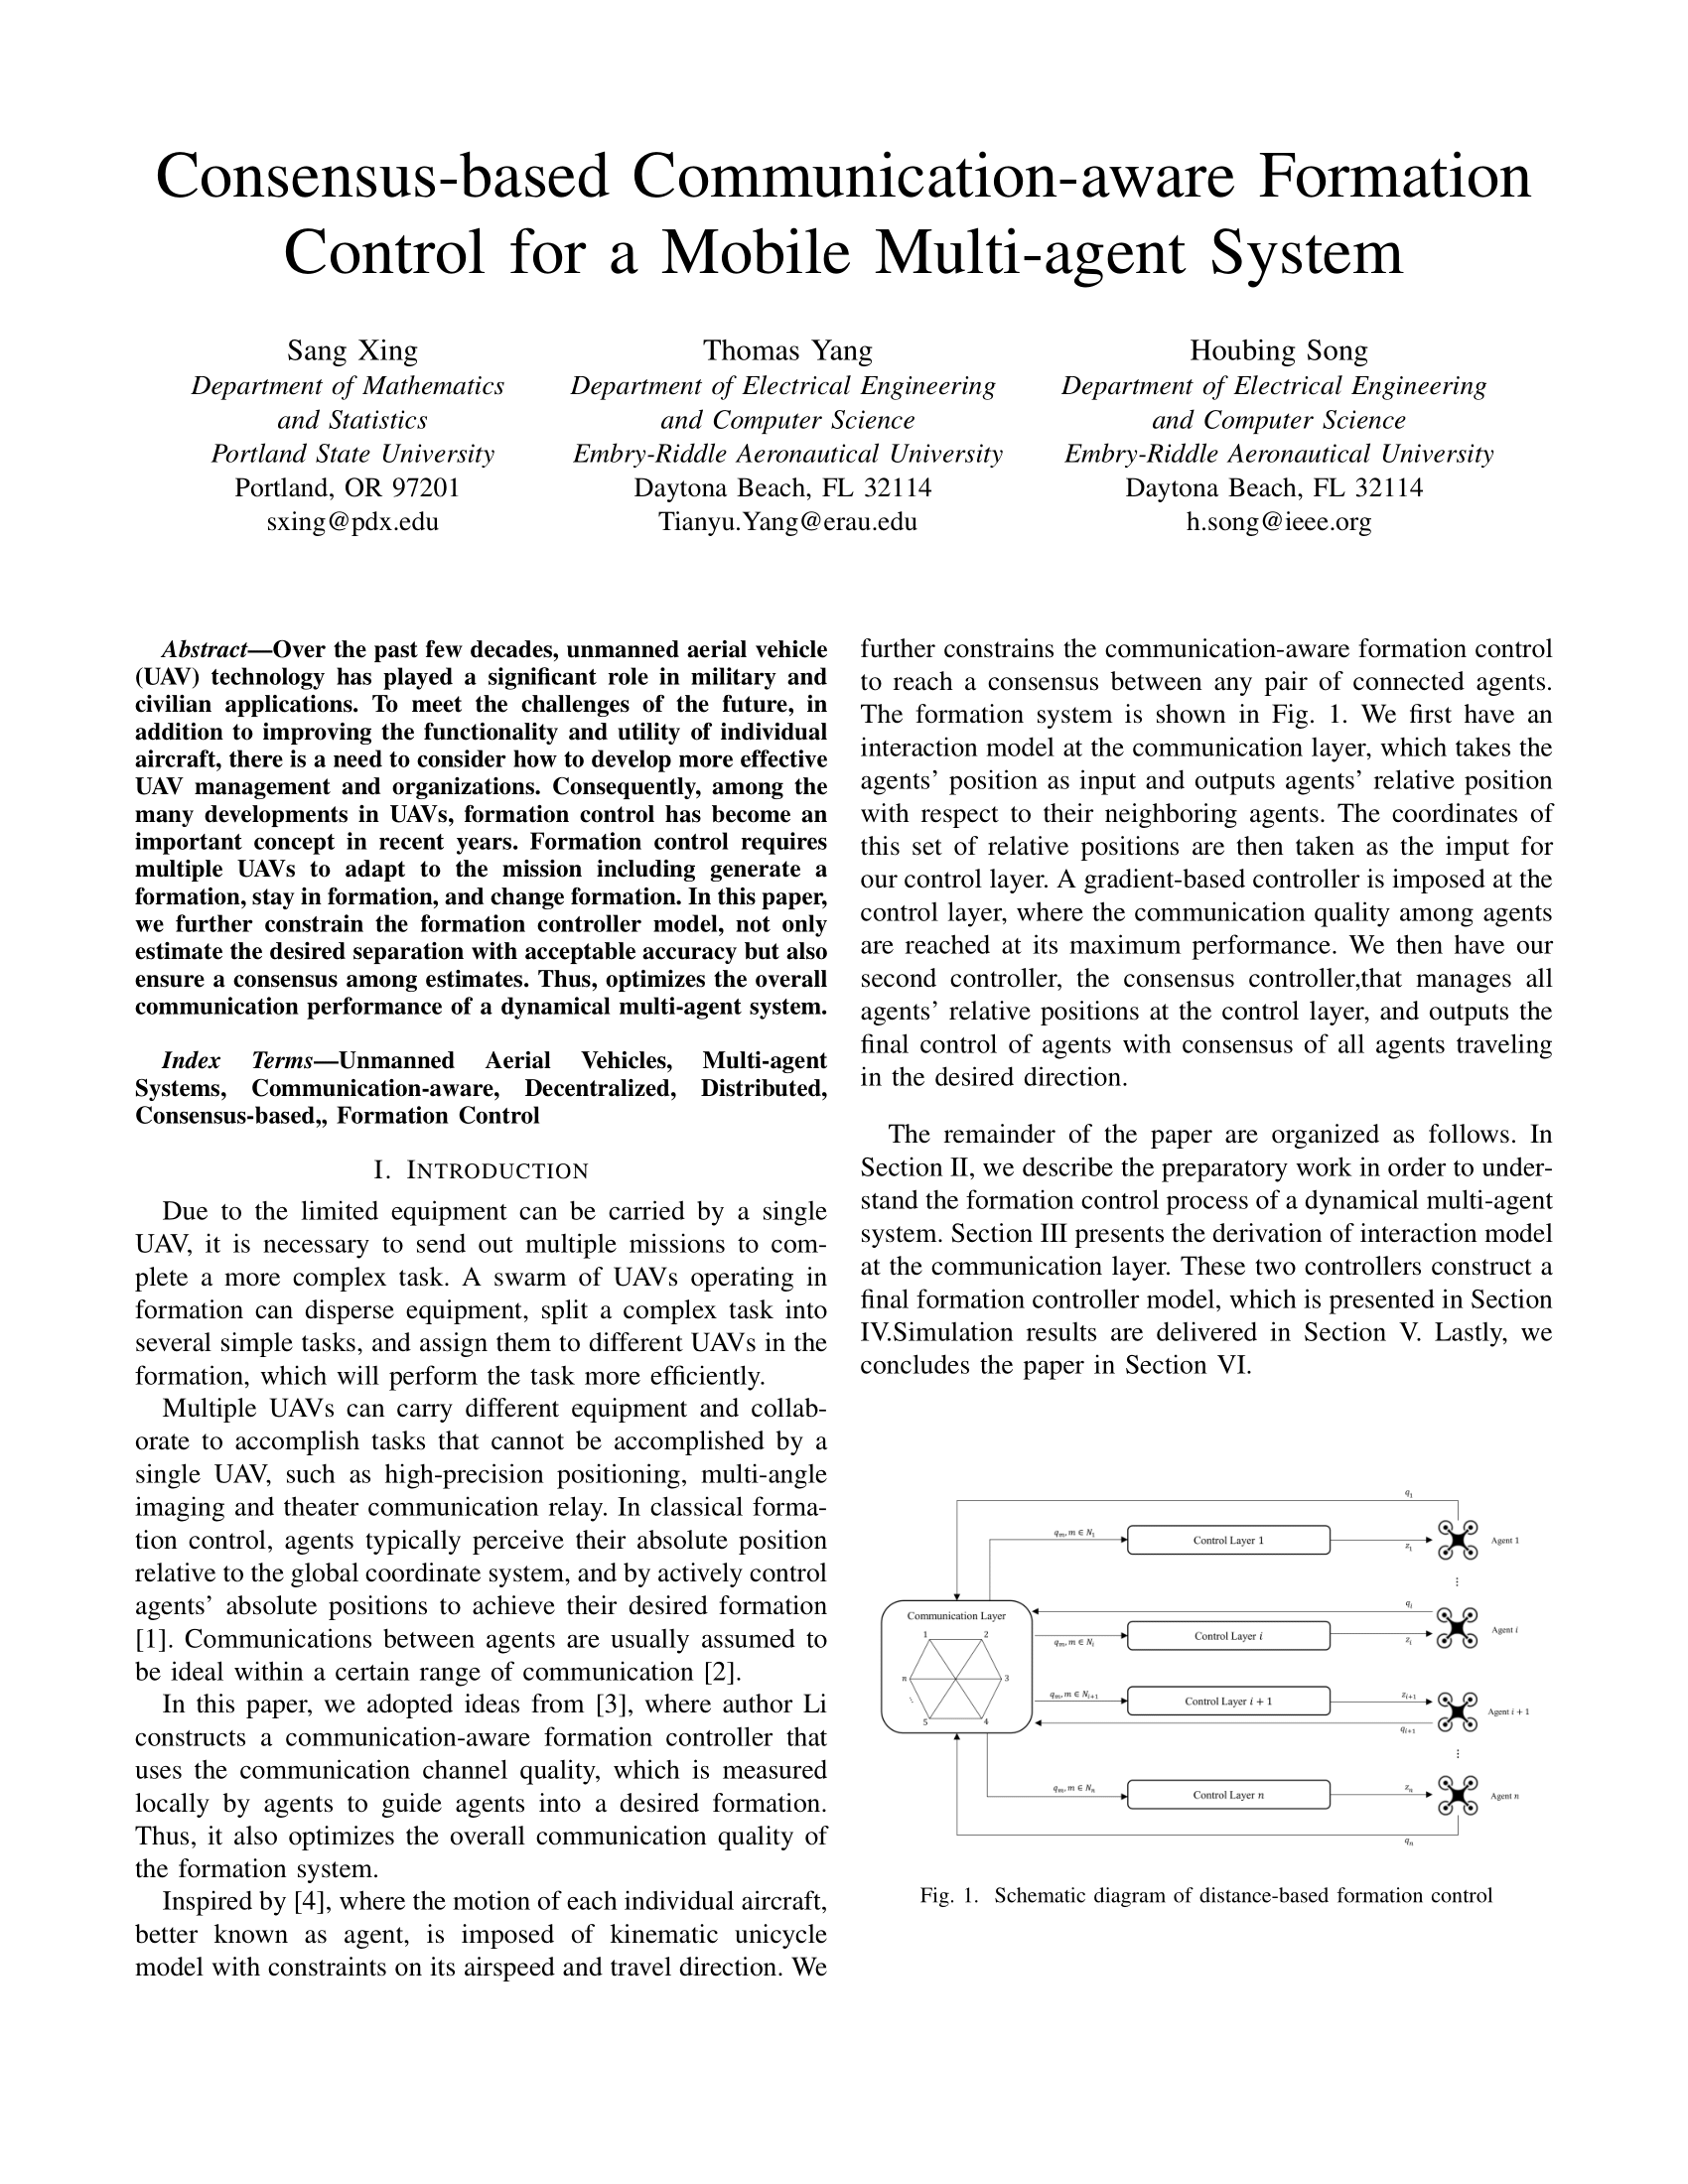 Consensus-based Communication-aware Formation
Control for a Mobile Multi-agent System
Sang Xing
Department of Mathematics
and Statistics
Portland State University
Portland, OR 97201
sxing@pdx.edu
Thomas Yang
Department of Electrical Engineering
and Computer Science
Embry-Riddle Aeronautical University
Daytona Beach, FL 32114
Tianyu.Yang@erau.edu
Houbing Song
Department of Electrical Engineering
and Computer Science
Embry-Riddle Aeronautical University
Daytona Beach, FL 32114
h.song@ieee.org
Abstract—Over the past few decades, unmanned aerial vehicle
(UAV) technology has played a significant role in military and
civilian applications. To meet the challenges of the future, in
addition to improving the functionality and utility of individual
aircraft, there is a need to consider how to develop more effective
UAV management and organizations. Consequently, among the
many developments in UAVs, formation control has become an
important concept in recent years. Formation control requires
multiple UAVs to adapt to the mission including generate a
formation, stay in formation, and change formation. In this paper,
we further constrain the formation controller model, not only
estimate the desired separation with acceptable accuracy but also
ensure a consensus among estimates. Thus, optimizes the overall
communication performance of a dynamical multi-agent system.
Index Terms—Unmanned Aerial Vehicles, Multi-agent
Systems, Communication-aware, Decentralized, Distributed,
Consensus-based,, Formation Control
I. INTRODUCTION
Due to the limited equipment can be carried by a single
UAV, it is necessary to send out multiple missions to com-
plete a more complex task. A swarm of UAVs operating in
formation can disperse equipment, split a complex task into
several simple tasks, and assign them to different UAVs in the
formation, which will perform the task more efficiently.
Multiple UAVs can carry different equipment and collab-
orate to accomplish tasks that cannot be accomplished by a
single UAV, such as high-precision positioning, multi-angle
imaging and theater communication relay. In classical forma-
tion control, agents typically perceive their absolute position
relative to the global coordinate system, and by actively control
agents' absolute positions to achieve their desired formation
[1]. Communications between agents are usually assumed to
be ideal within a certain range of communication [2].
In this paper, we adopted ideas from [3], where author Li
constructs a communication-aware formation controller that
uses the communication channel quality, which is measured
locally by agents to guide agents into a desired formation.
Thus, it also optimizes the overall communication quality of
the formation system.
Inspired by [4], where the motion of each individual aircraft,
better known as agent, is imposed of kinematic unicycle
model with constraints on its airspeed and travel direction. We
further constrains the communication-aware formation control
to reach a consensus between any pair of connected agents.
The formation system is shown in Fig. 1. We first have an
interaction model at the communication layer, which takes the
agents' position as input and outputs agents' relative position
with respect to their neighboring agents. The coordinates of
this set of relative positions are then taken as the imput for
our control layer. A gradient-based controller is imposed at the
control layer, where the communication quality among agents
are reached at its maximum performance. We then have our
second controller, the consensus controller,that manages all
agents' relative positions at the control layer, and outputs the
final control of agents with consensus of all agents traveling
in the desired direction.
The remainder of the paper are organized as follows. In
Section II, we describe the preparatory work in order to under-
stand the formation control process of a dynamical multi-agent
system. Section III presents the derivation of interaction model
at the communication layer. These two controllers construct a
final formation controller model, which is presented in Section
IV.Simulation results are delivered in Section V. Lastly, we
concludes the paper in Section VI.
q₁
qₘ, m ∈ N₁
Control Layer 1
z₁
Agent 1
⋮
Communication Layer
1 2
n 3
5 4
qᵢ
qₘ, m ∈ Nᵢ
Control Layer i
zᵢ
Agent i
qₘ, m ∈ Nᵢ₊₁
Control Layer i + 1
zᵢ₊₁
Agent i + 1
qᵢ₊₁
⋮
qₘ, m ∈ Nₙ
Control Layer n
zₙ
Agent n
qₙ
Fig. 1. Schematic diagram of distance-based formation control